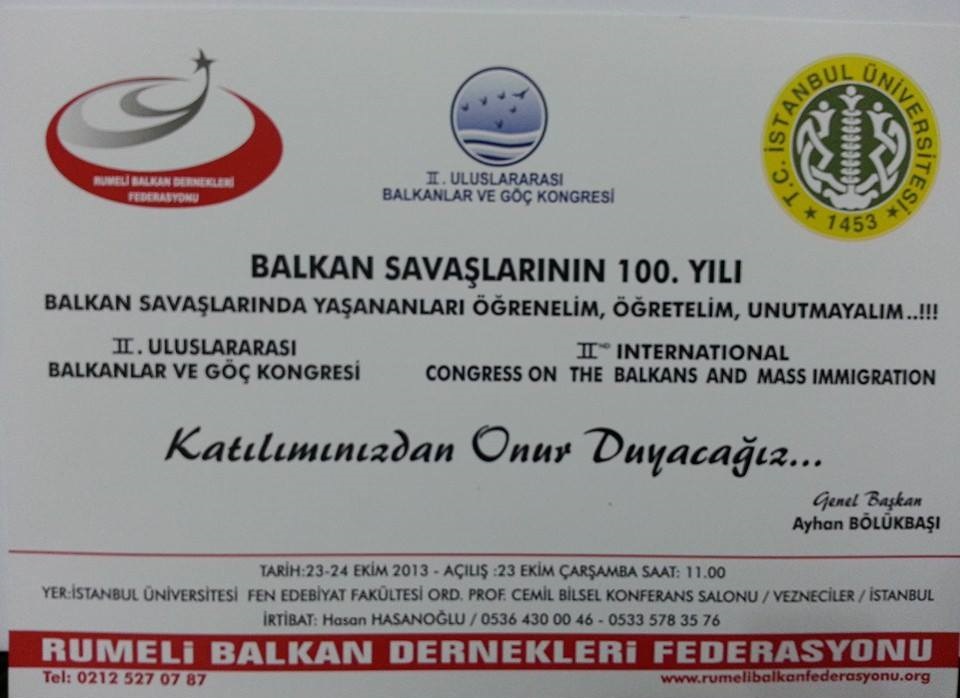 RUMELİ BALKAN DERNEKLERİ
FEDERASYONU
II. ULUSLARARASI
BALKANLAR VE GÖÇ KONGRESİ
T.C. İSTANBUL ÜNİVERSİTESİ
★ 1453 ★
BALKAN SAVAŞLARININ 100. YILI
BALKAN SAVAŞLARINDA YAŞANANLARI ÖĞRENELİM, ÖĞRETELİM, UNUTMAYALIM..!!!
II. ULUSLARARASI
BALKANLAR VE GÖÇ KONGRESİ
II ND INTERNATIONAL
CONGRESS ON THE BALKANS AND MASS IMMIGRATION
Katılımınızdan Onur Duyacağız...
Genel Başkan
Ayhan BÖLÜKBAŞI
TARİH:23-24 EKİM 2013 - AÇILIŞ :23 EKİM ÇARŞAMBA SAAT: 11.00
YER:İSTANBUL ÜNİVERSİTESİ FEN EDEBİYAT FAKÜLTESİ ORD. PROF. CEMİL BİLSEL KONFERANS SALONU / VEZNECİLER / İSTANBUL
İRTİBAT: Hasan HASANOĞLU / 0536 430 00 46 - 0533 578 35 76
RUMELİ BALKAN DERNEKLERİ FEDERASYONU
Tel: 0212 527 07 87
www.rumelibalkanfederasyonu.org